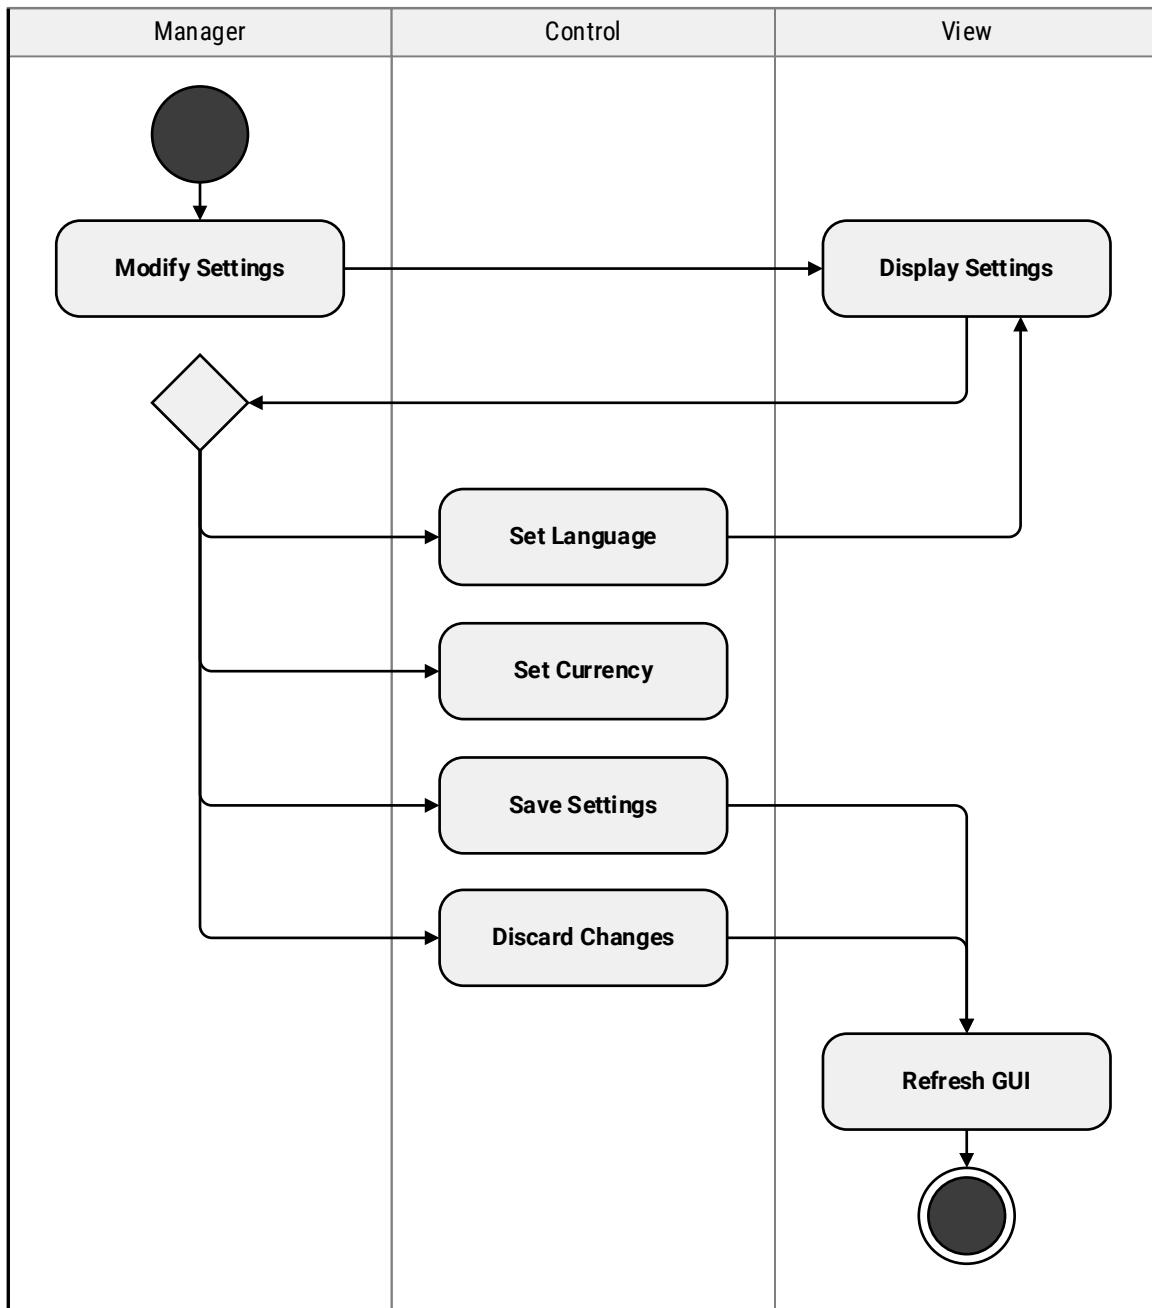 Manager
Control
View
Modify Settings
Display Settings
Set Language
Set Currency
Save Settings
Discard Changes
Refresh GUI